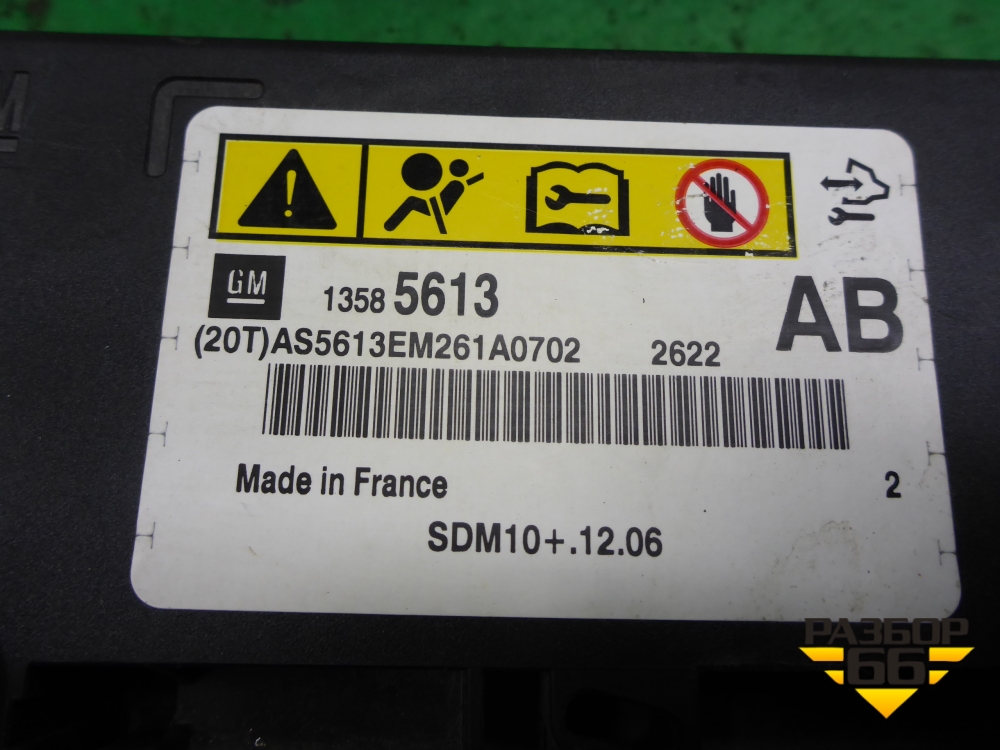 M
GM
1358 5613
AB
(20T)AS5613EM261A0702 2622
Made in France
2
SDM10+.12.06
РАЗБОР
66